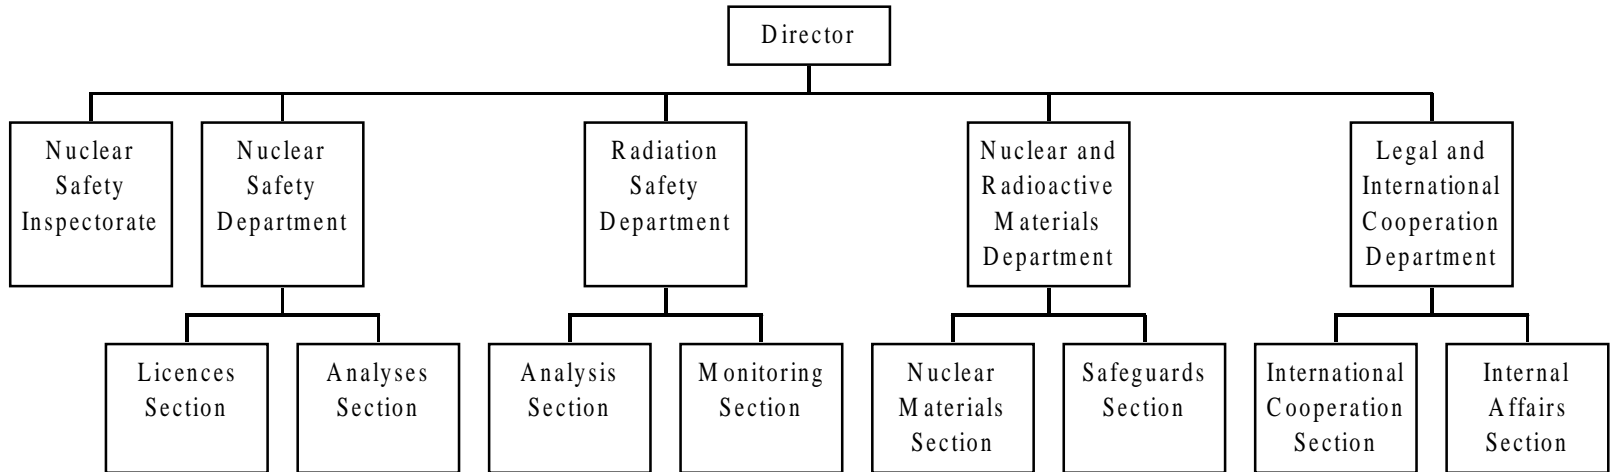 Director
Nuclear
Safety
Inspectorate
Nuclear
Safety
Department
Radiation
Safety
Department
Nuclear and
Radioactive
Materials
Department
Legal and
International
Cooperation
Department
Licences
Section
Analyses
Section
Analysis
Section
Monitoring
Section
Nuclear
Materials
Section
Safeguards
Section
International
Cooperation
Section
Internal
Affairs
Section